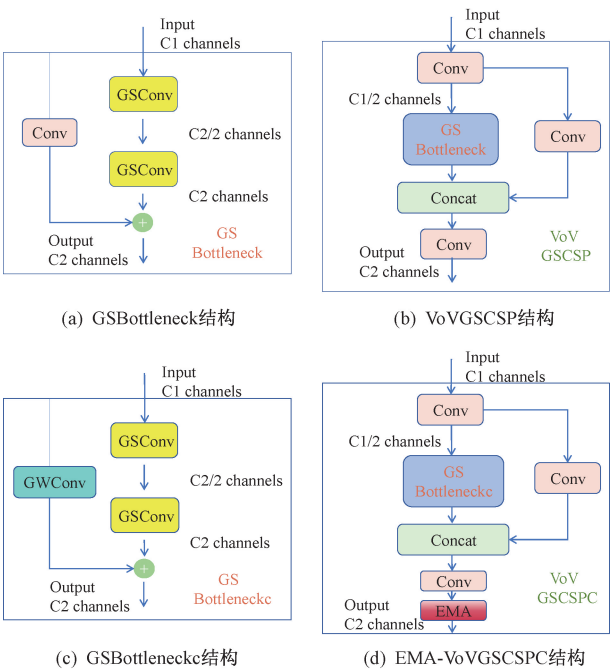 Input
C1 channels
GSConv
C2/2 channels
Conv
GSConv
C2 channels
+
Output
C2 channels
GS
Bottleneck
(a) GSBottleneck结构
Input
C1 channels
Conv
C1/2 channels
GS
Bottleneck
Conv
Concat
Output
C2 channels
Conv
VoV
GSCSP
(b) VoVGSCSP结构
Input
C1 channels
GSConv
GWConv
C2/2 channels
GSConv
C2 channels
+
Output
C2 channels
GS
Bottleneckc
(c) GSBottleneckc结构
Input
C1 channels
Conv
C1/2 channels
GS
Bottleneckc
Conv
Concat
Conv
VoV
GSCSPC
Output
C2 channels
EMA
(d) EMA-VoVGSCSPC结构